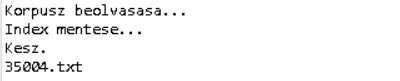 Korpusz beolvasasa...
Index mentese...
Kesz.
35004.txt